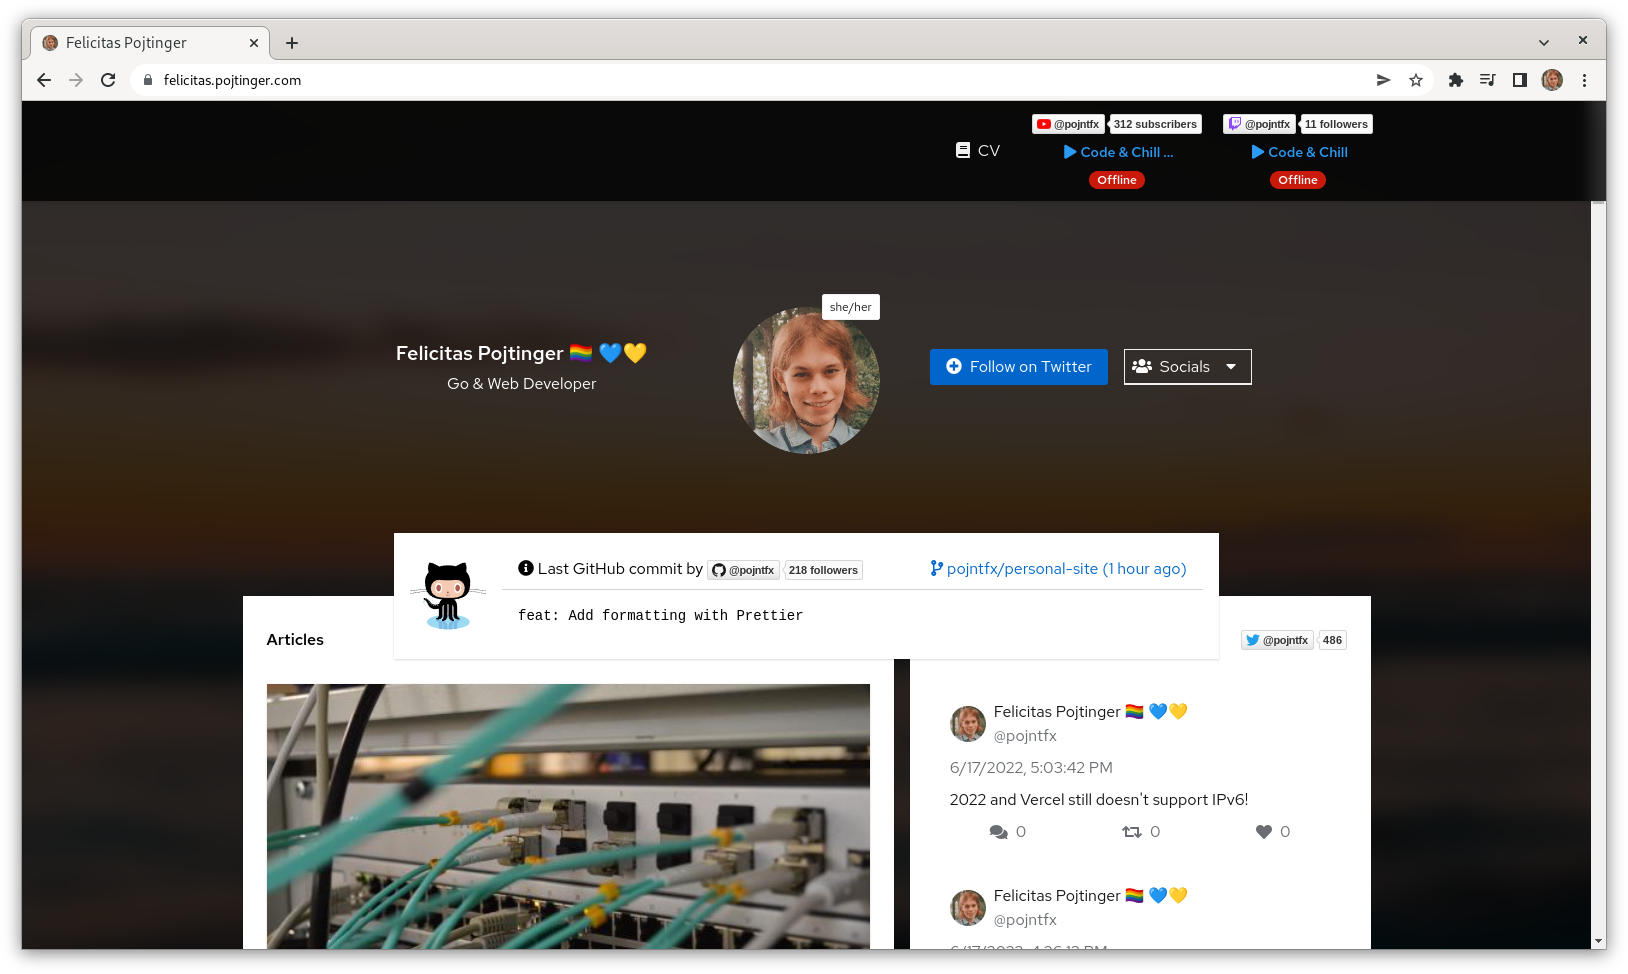 Felicitas Pojtinger
felicitas.pojtinger.com
CV
@pojntfx 312 subscribers
Code & Chill ...
Offline
@pojntfx 11 followers
Code & Chill
Offline
she/her
Felicitas Pojtinger 🏳️‍🌈 💙💛
Go & Web Developer
Follow on Twitter
Socials
Last GitHub commit by @pojntfx 218 followers
pojntfx/personal-site (1 hour ago)
feat: Add formatting with Prettier
Articles
@pojntfx 486
Felicitas Pojtinger 🏳️‍🌈 💙💛
@pojntfx
6/17/2022, 5:03:42 PM
2022 and Vercel still doesn't support IPv6!
0 0 0
Felicitas Pojtinger 🏳️‍🌈 💙💛
@pojntfx